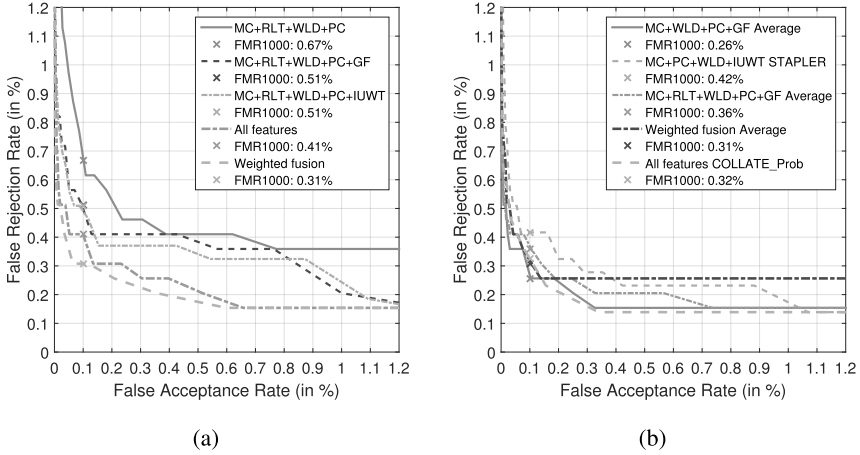 1.2
1.1
1
0.9
0.8
0.7
0.6
0.5
0.4
0.3
0.2
0.1
0
False Rejection Rate (in %)
MC+RLT+WLD+PC
FMR1000: 0.67%
MC+RLT+WLD+PC+GF
FMR1000: 0.51%
MC+RLT+WLD+PC+IUWT
FMR1000: 0.51%
All features
FMR1000: 0.41%
Weighted fusion
FMR1000: 0.31%
0 0.1 0.2 0.3 0.4 0.5 0.6 0.7 0.8 0.9 1 1.1 1.2
False Acceptance Rate (in %)
(a)
1.2
1.1
1
0.9
0.8
0.7
0.6
0.5
0.4
0.3
0.2
0.1
0
False Rejection Rate (in %)
MC+WLD+PC+GF Average
FMR1000: 0.26%
MC+PC+WLD+IUWT STAPLER
FMR1000: 0.42%
MC+RLT+WLD+PC+GF Average
FMR1000: 0.36%
Weighted fusion Average
FMR1000: 0.31%
All features COLLATE_Prob
FMR1000: 0.32%
0 0.1 0.2 0.3 0.4 0.5 0.6 0.7 0.8 0.9 1 1.1 1.2
False Acceptance Rate (in %)
(b)